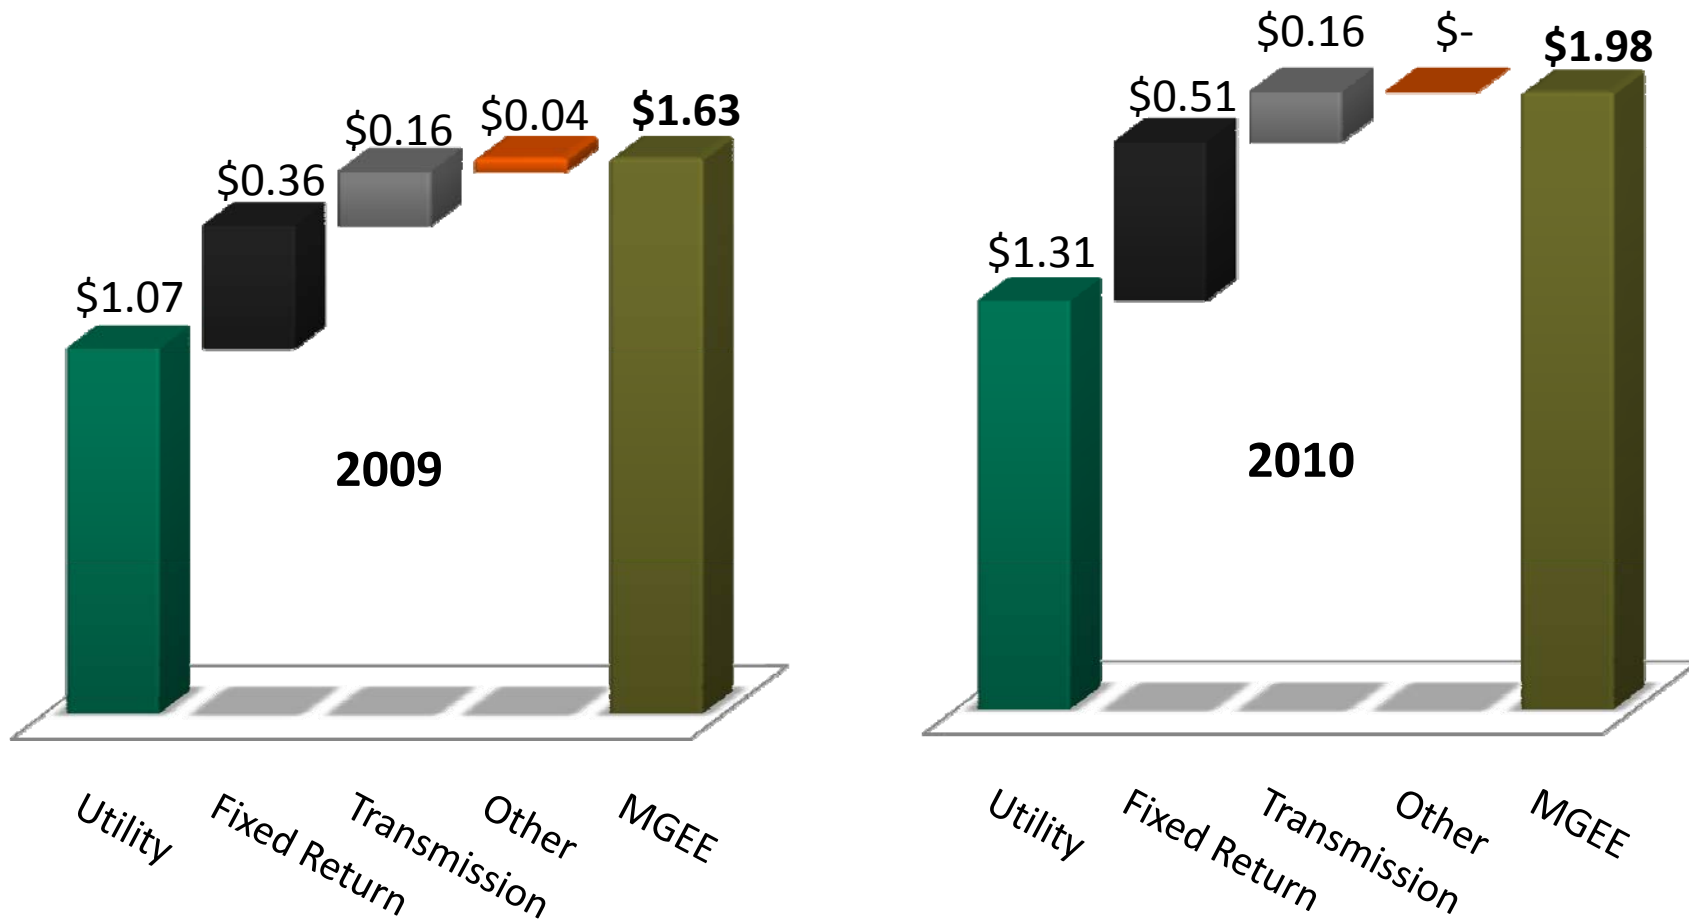 $1.07
$0.36
$0.16
$0.04
$1.63
2009
Utility
Fixed Return
Transmission
Other
MGEE
$1.31
$0.51
$0.16
$-
$1.98
2010
Utility
Fixed Return
Transmission
Other
MGEE